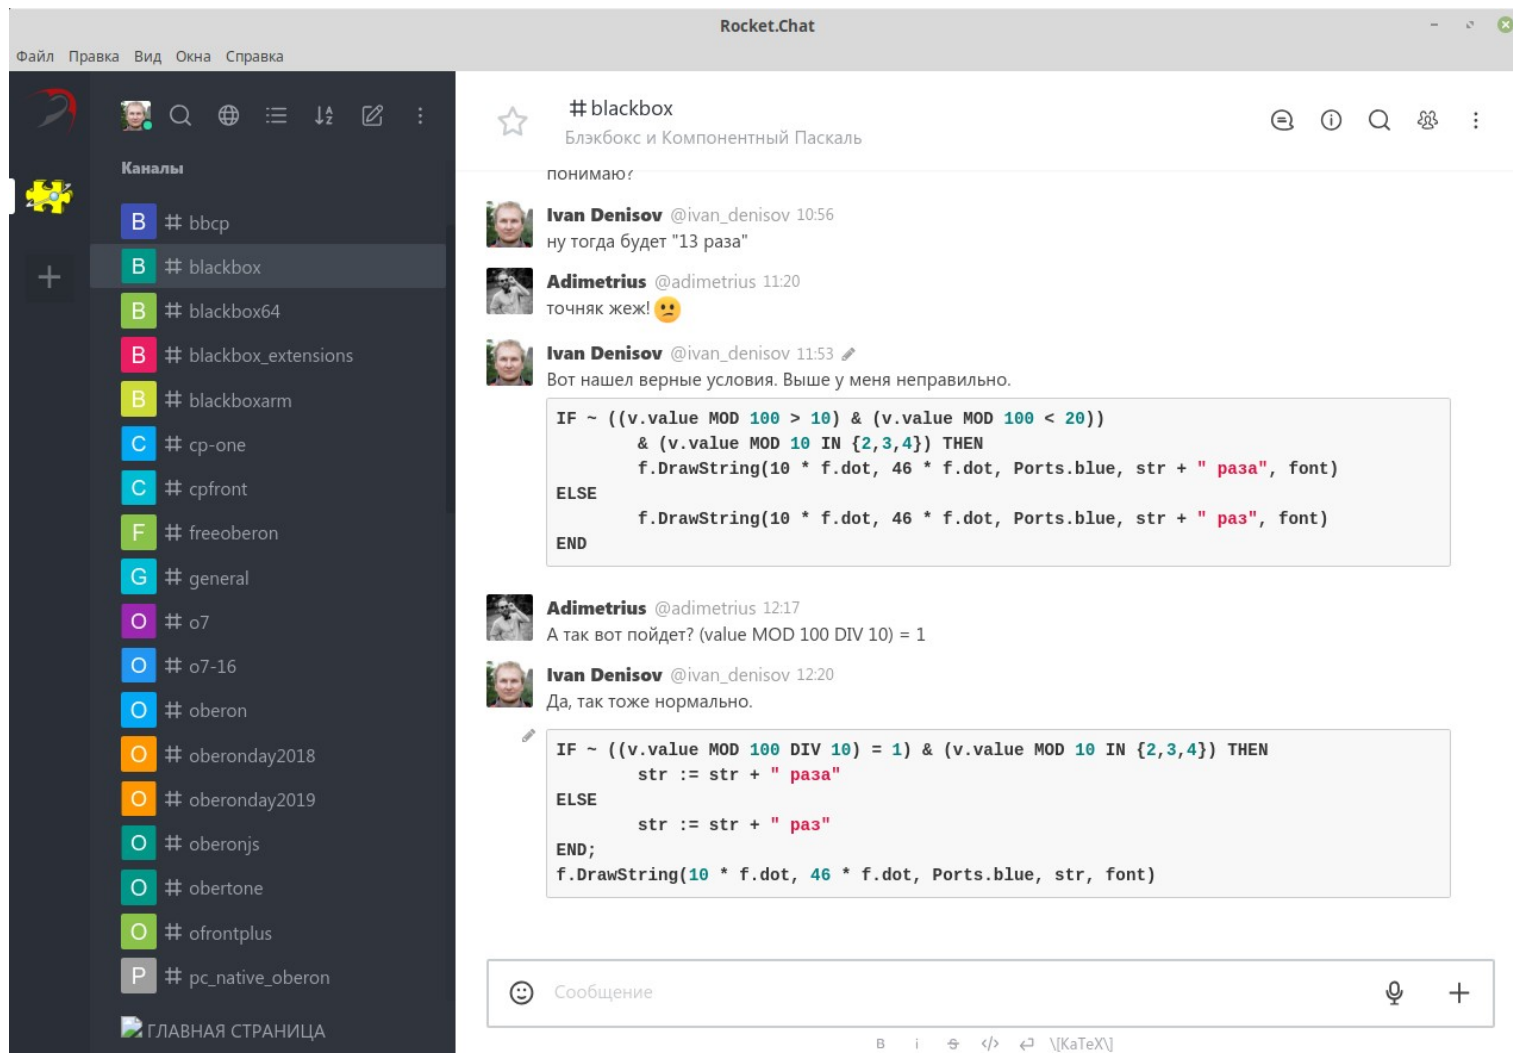 Rocket.Chat
Файл Правка Вид Окна Справка
Каналы
B # bbcp
B # blackbox
B # blackbox64
B # blackbox_extensions
B # blackboxarm
C # cp-one
C # cpfront
F # freeoberon
G # general
O # o7
O # o7-16
O # oberon
O # oberonday2018
O # oberonday2019
O # oberonjs
O # obertone
O # ofrontplus
P # pc_native_oberon
ГЛАВНАЯ СТРАНИЦА
# blackbox
Блэкбокс и Компонентный Паскаль
понимаю?
Ivan Denisov @ivan_denisov 10:56
ну тогда будет "13 раза"
Adimetrius @adimetrius 11:20
точняк жеж!
Ivan Denisov @ivan_denisov 11:53
Вот нашел верные условия. Выше у меня неправильно.
IF ~ ((v.value MOD 100 > 10) & (v.value MOD 100 < 20))
& (v.value MOD 10 IN {2,3,4}) THEN
f.DrawString(10 * f.dot, 46 * f.dot, Ports.blue, str + " раза", font)
ELSE
f.DrawString(10 * f.dot, 46 * f.dot, Ports.blue, str + " раз", font)
END
Adimetrius @adimetrius 12:17
А так вот пойдет? (value MOD 100 DIV 10) = 1
Ivan Denisov @ivan_denisov 12:20
Да, так тоже нормально.
IF ~ ((v.value MOD 100 DIV 10) = 1) & (v.value MOD 10 IN {2,3,4}) THEN
str := str + " раза"
ELSE
str := str + " раз"
END;
f.DrawString(10 * f.dot, 46 * f.dot, Ports.blue, str, font)
Сообщение
B i S </> \[KaTeX\]